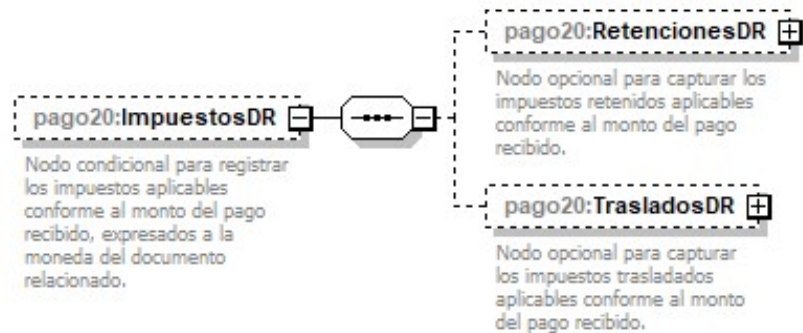 pago20:RetencionesDR
Nodo opcional para capturar los
impuestos retenidos aplicables
conforme al monto del pago
recibido.
pago20:ImpuestosDR
Nodo condicional para registrar
los impuestos aplicables
conforme al monto del pago
recibido, expresados a la
moneda del documento
relacionado.
pago20:TrasladosDR
Nodo opcional para capturar
los impuestos trasladados
aplicables conforme al monto
del pago recibido.